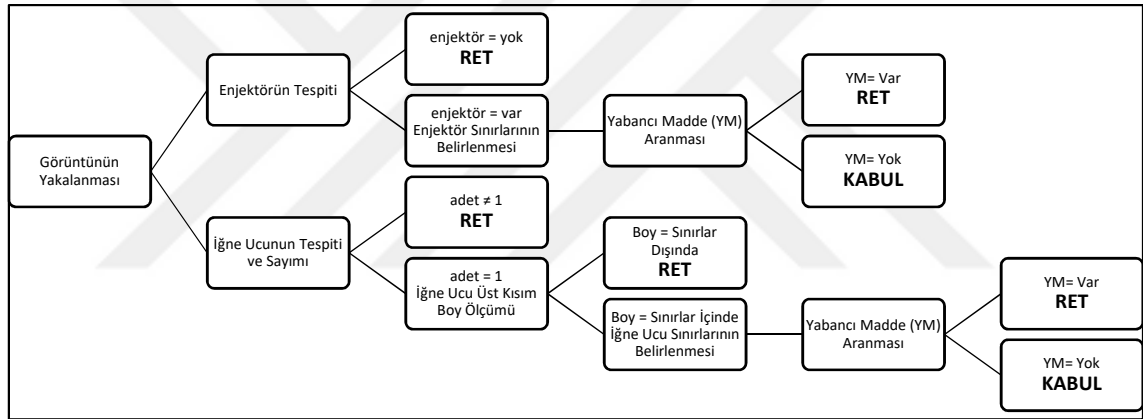 Görüntünün
Yakalanması
Enjektörün Tespiti
enjektör = yok
RET
enjektör = var
Enjektör Sınırlarının
Belirlenmesi
Yabancı Madde (YM)
Aranması
YM= Var
RET
YM= Yok
KABUL
İğne Ucunun Tespiti
ve Sayımı
adet ≠ 1
RET
adet = 1
İğne Ucu Üst Kısım
Boy Ölçümü
Boy = Sınırlar
Dışında
RET
Boy = Sınırlar İçinde
İğne Ucu Sınırlarının
Belirlenmesi
Yabancı Madde (YM)
Aranması
YM= Var
RET
YM= Yok
KABUL